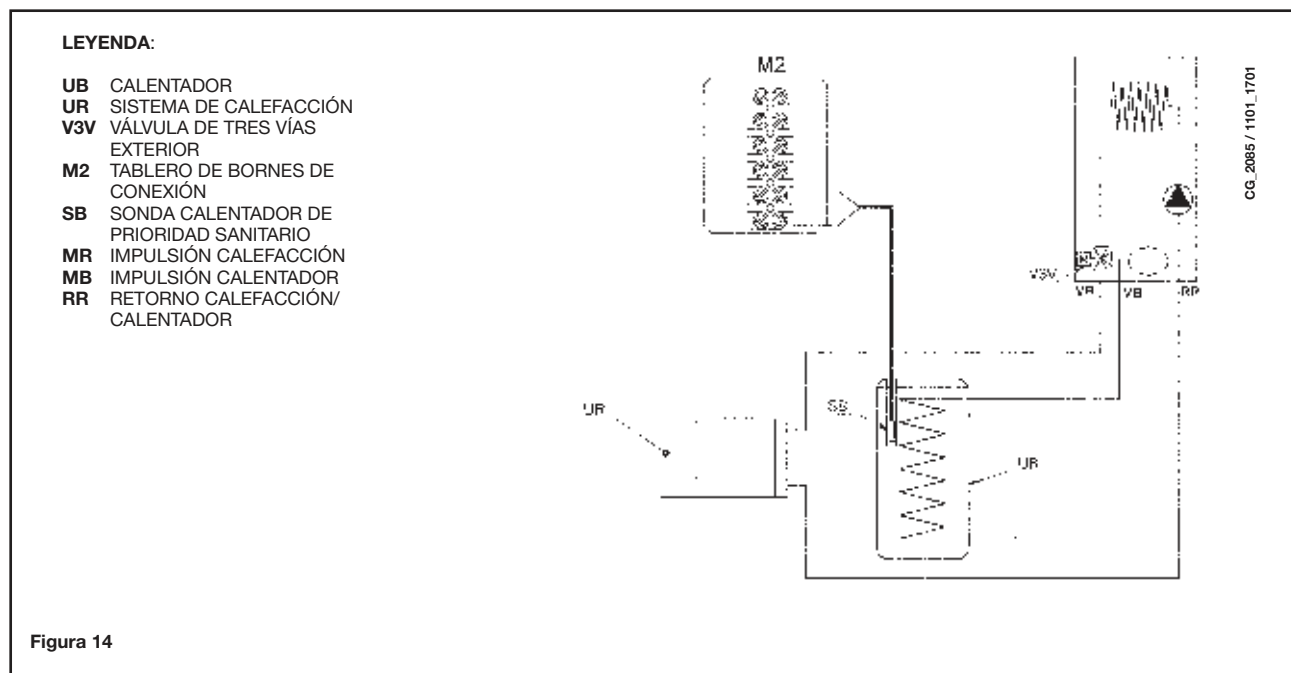 LEYENDA:
UB CALENTADOR
UR SISTEMA DE CALEFACCIÓN
V3V VÁLVULA DE TRES VÍAS
EXTERIOR
M2 TABLERO DE BORNES DE
CONEXIÓN
SB SONDA CALENTADOR DE
PRIORIDAD SANITARIO
MR IMPULSIÓN CALEFACCIÓN
MB IMPULSIÓN CALENTADOR
RR RETORNO CALEFACCIÓN/
CALENTADOR
M2
CG_2085 / 1101_1701
V3V
RR
UR
SB
Figura 14